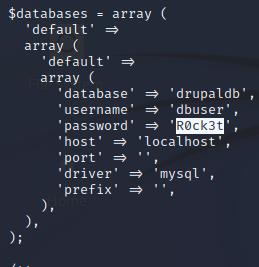 $databases = array (
  'default' =>
  array (
    'default' =>
    array (
      'database' => 'drupaldb',
      'username' => 'dbuser',
      'password' => 'R0ck3t',
      'host' => 'localhost',
      'port' => '',
      'driver' => 'mysql',
      'prefix' => '',
    ),
  ),
);